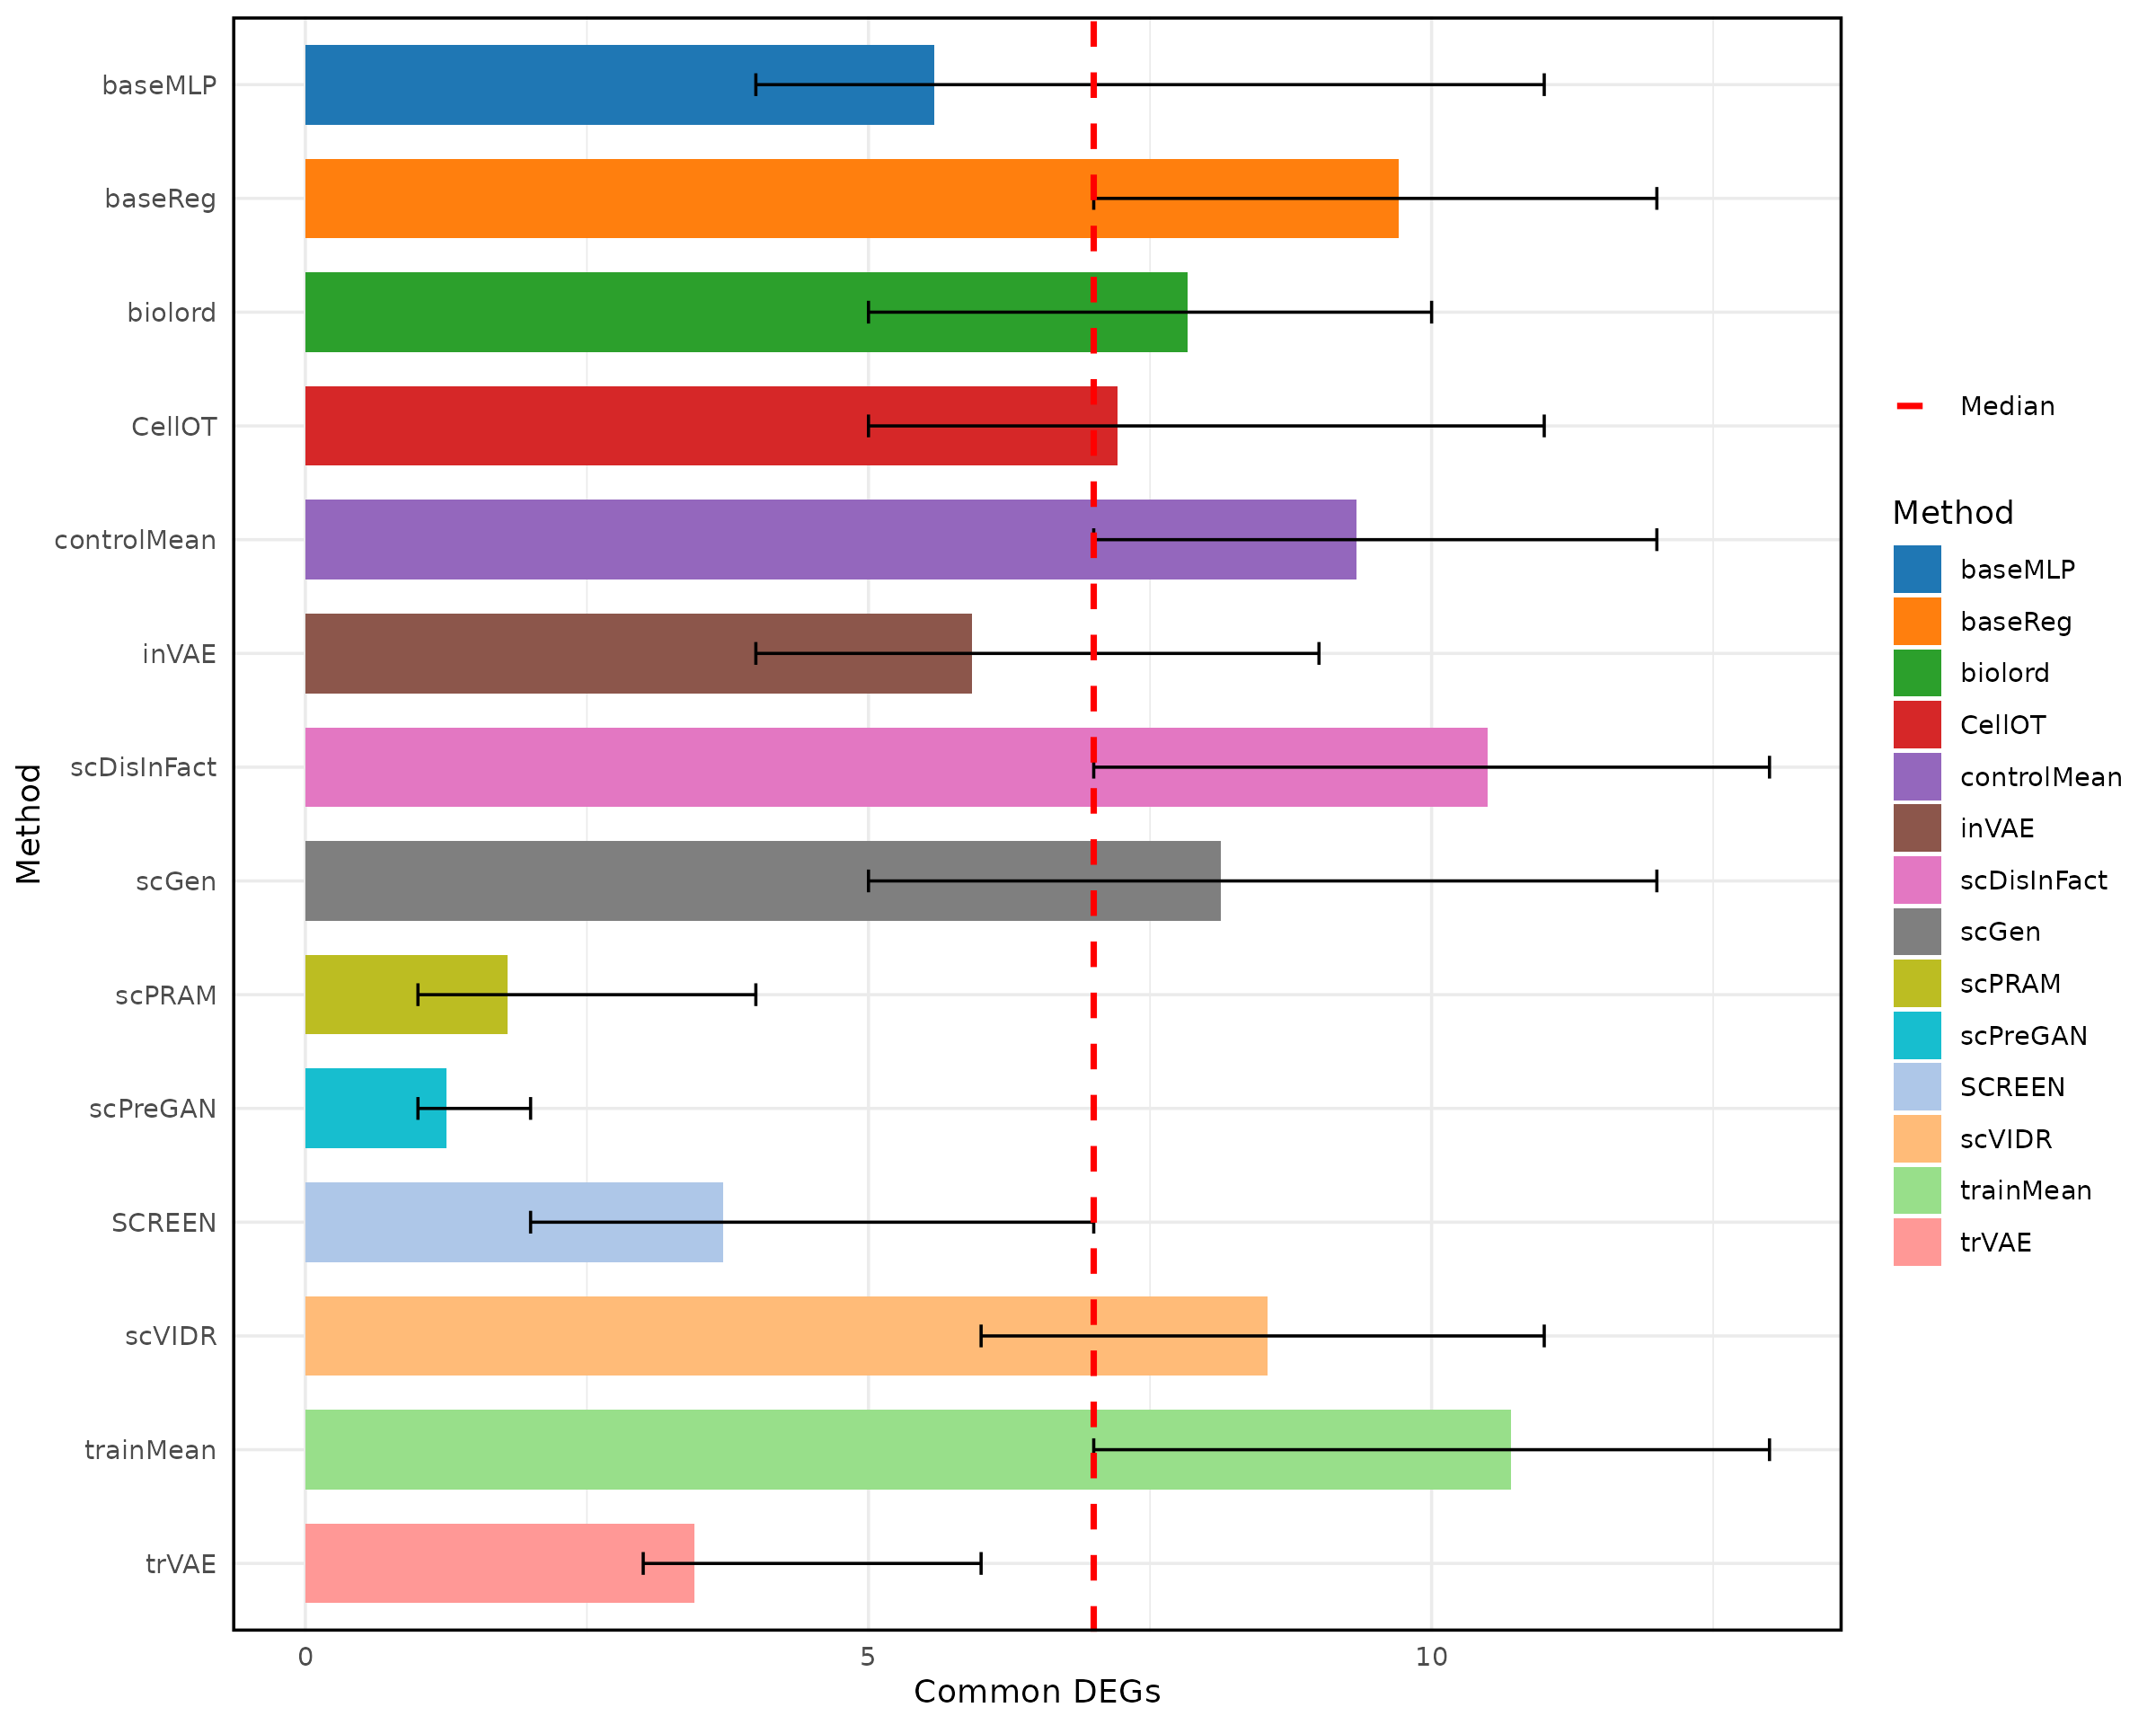 baseMLP
baseReg
biolord
CellOT
controlMean
inVAE
scDisInFact
scGen
scPRAM
scPreGAN
SCREEN
scVIDR
trainMean
trVAE
Method
0 5 10
Common DEGs
Median
Method
baseMLP
baseReg
biolord
CellOT
controlMean
inVAE
scDisInFact
scGen
scPRAM
scPreGAN
SCREEN
scVIDR
trainMean
trVAE